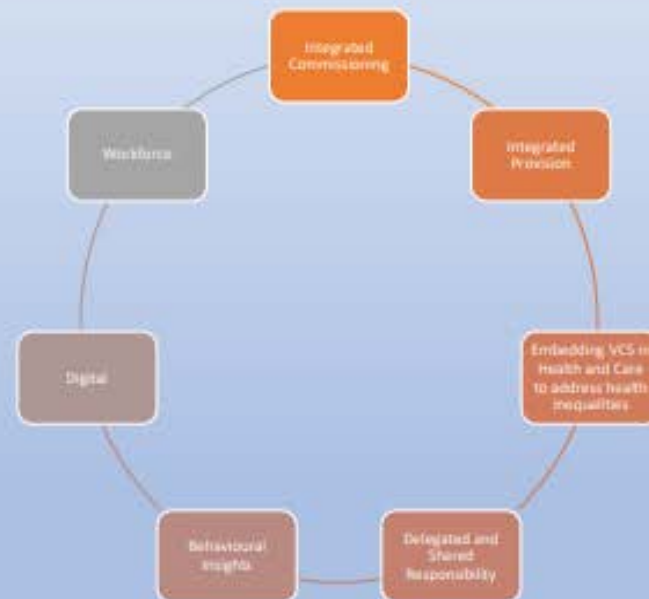 Integrated
Commissioning
Integrated
Provision
Embedding VCS in
Health and Care
to address health
inequalities
Delegated and
Shared
Responsibility
Behavioural
Insights
Digital
Workforce